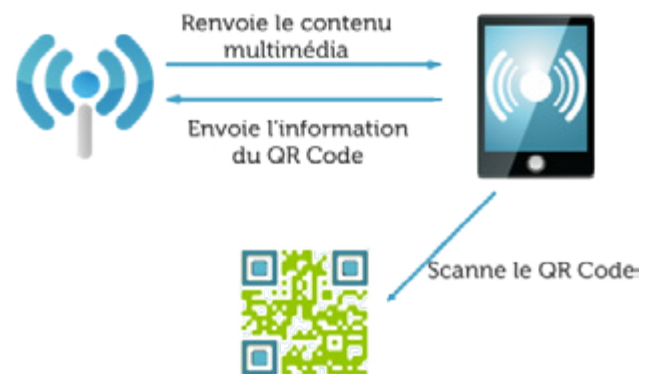 Renvoie le contenu
multimédia
Envoie l'information
du QR Code
Scanne le QR Code